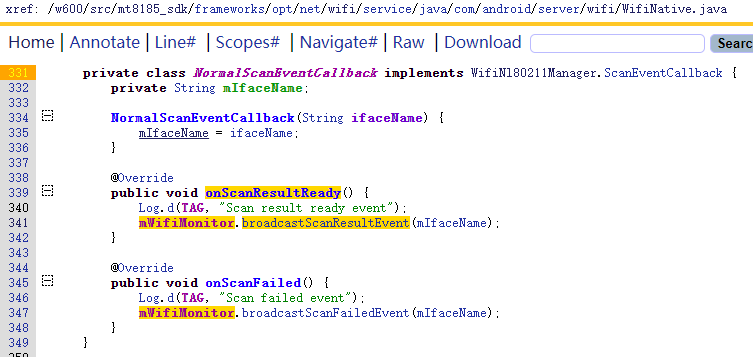 xref: /w600/src/mt8185_sdk/frameworks/opt/net/wifi/service/java/com/android/server/wifi/WifiNative.java
Home | Annotate | Line# | Scopes# | Navigate# | Raw | Download Searc
331 private class NormalScanEventCallback implements WifiNl80211Manager.ScanEventCallback {
332 private String mIfaceName;
333
334 NormalScanEventCallback(String ifaceName) {
335 mIfaceName = ifaceName;
336 }
337
338 @Override
339 public void onScanResultReady() {
340 Log.d(TAG, "Scan result ready event");
341 mWifiMonitor.broadcastScanResultEvent(mIfaceName);
342 }
343
344 @Override
345 public void onScanFailed() {
346 Log.d(TAG, "Scan failed event");
347 mWifiMonitor.broadcastScanFailedEvent(mIfaceName);
348 }
349 }